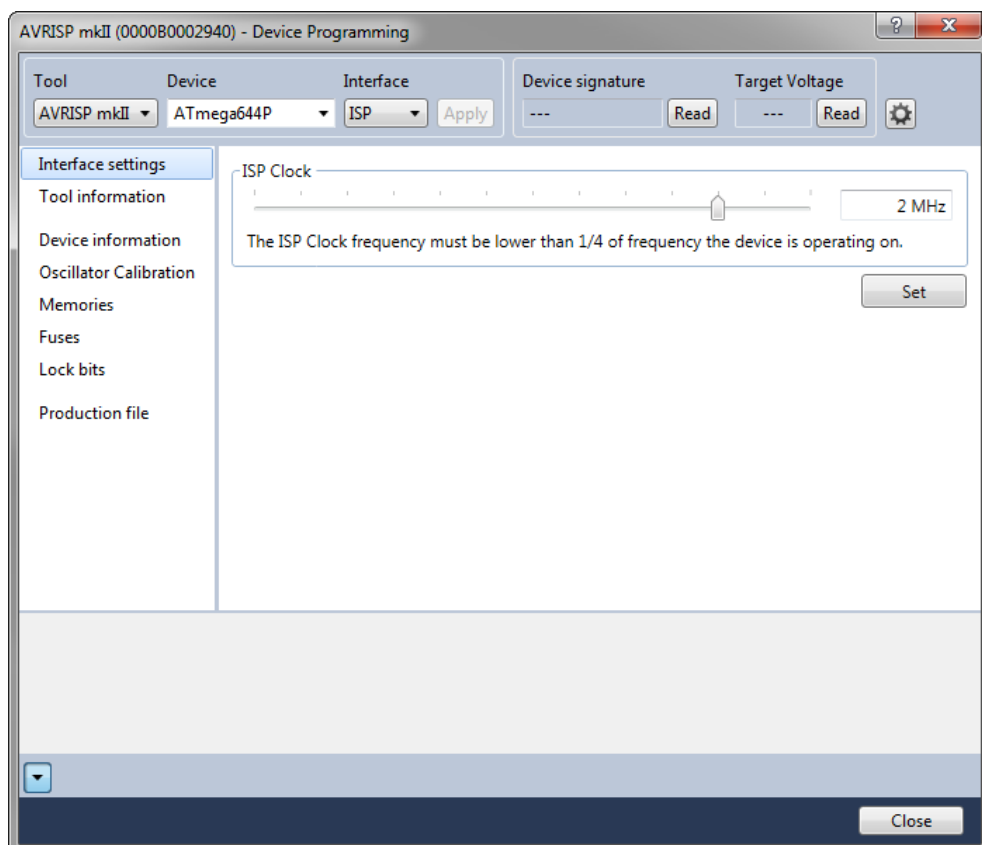 AVRISP mkII (0000B0002940) - Device Programming
Tool Device Interface Device signature Target Voltage
AVRISP mkII ATmega644P ISP Apply --- Read --- Read
Interface settings
Tool information
Device information
Oscillator Calibration
Memories
Fuses
Lock bits
Production file
ISP Clock
2 MHz
The ISP Clock frequency must be lower than 1/4 of frequency the device is operating on.
Set
Close